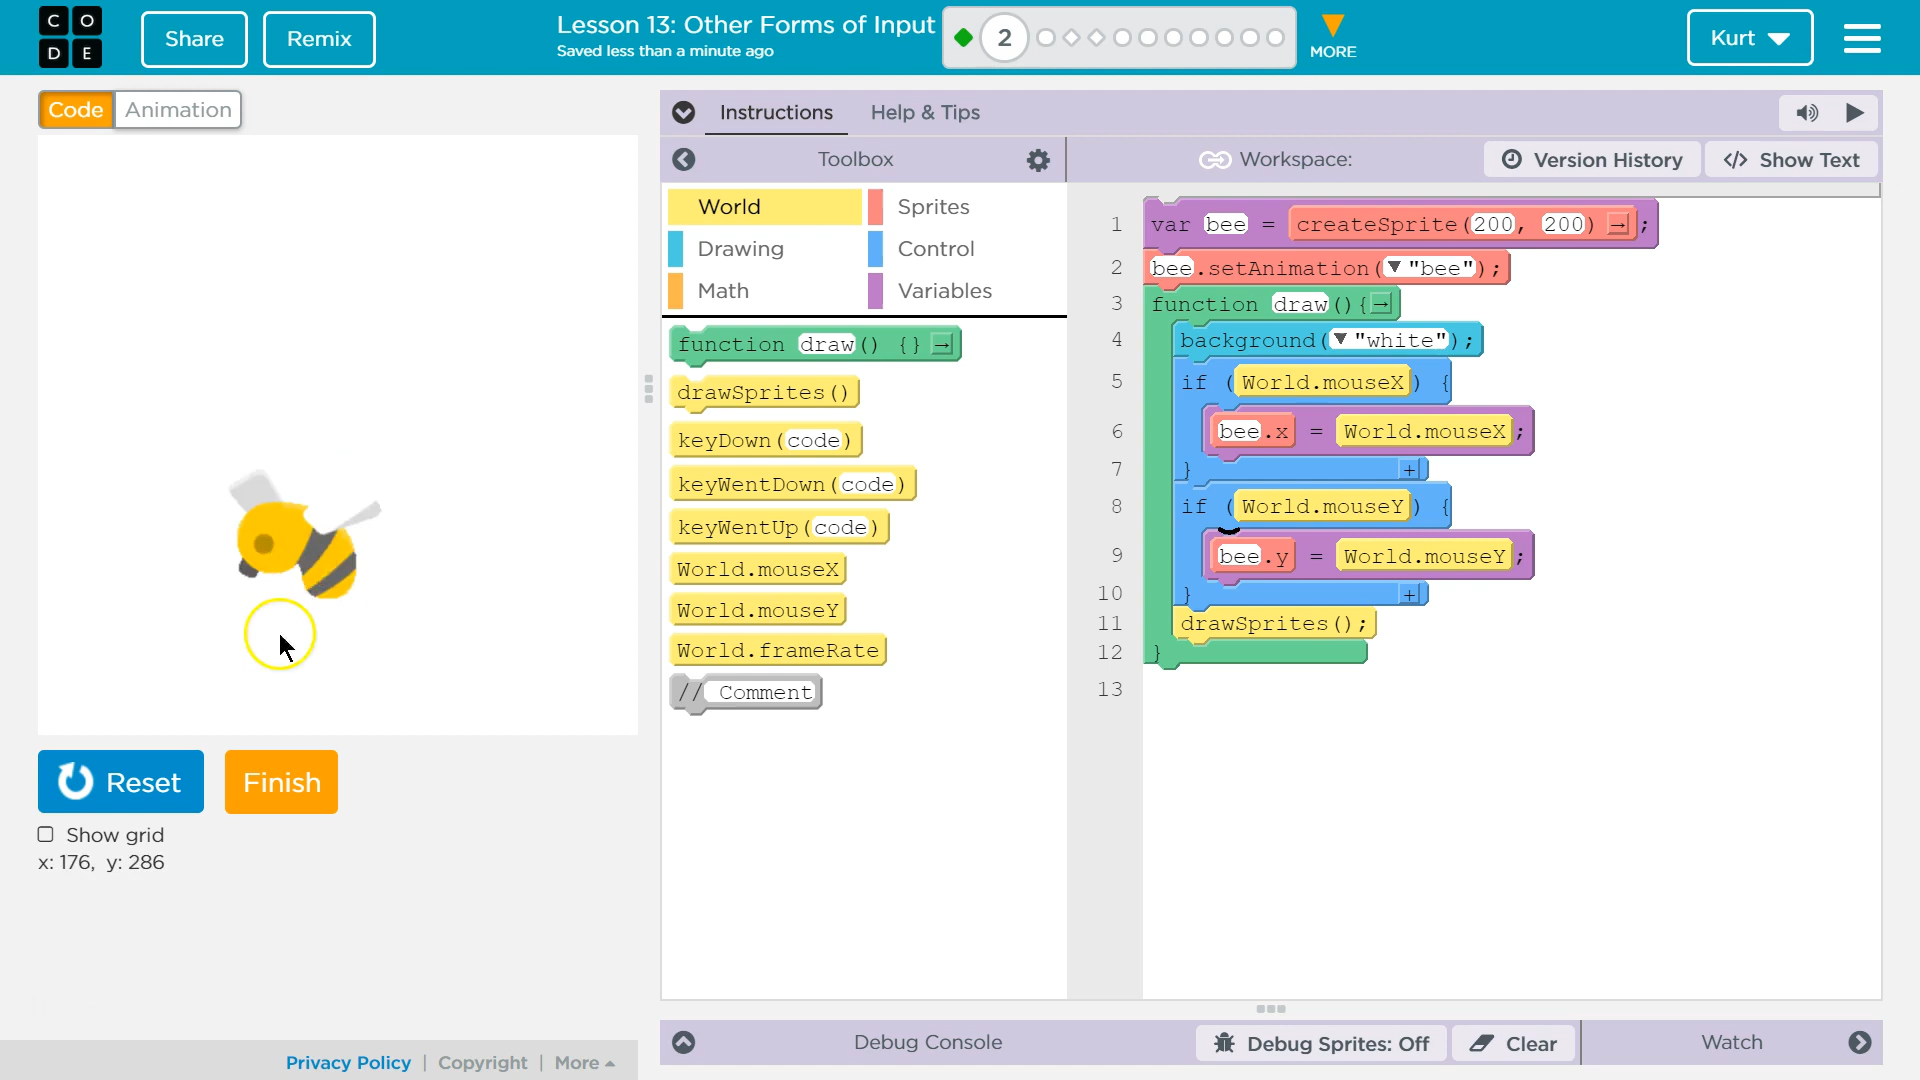 CO
DE
Share
Remix
Lesson 13: Other Forms of Input
Saved less than a minute ago
2
MORE
Kurt
Code
Animation
Instructions
Help & Tips
Toolbox
Workspace:
Version History
</> Show Text
World
Sprites
Drawing
Control
Math
Variables
function draw() {} →
drawSprites()
keyDown(code)
keyWentDown(code)
keyWentUp(code)
World.mouseX
World.mouseY
World.frameRate
// Comment
1 var bee = createSprite(200, 200) → ;
2 bee.setAnimation(▼ "bee");
3 function draw(){→
4 background(▼ "white");
5 if (World.mouseX) {
6 bee.x = World.mouseX;
7 } +
8 if (World.mouseY) {
9 bee.y = World.mouseY;
10 } +
11 drawSprites();
12 }
13
Reset
Finish
Show grid
x: 176, y: 286
Privacy Policy | Copyright | More
Debug Console
Debug Sprites: Off
Clear
Watch